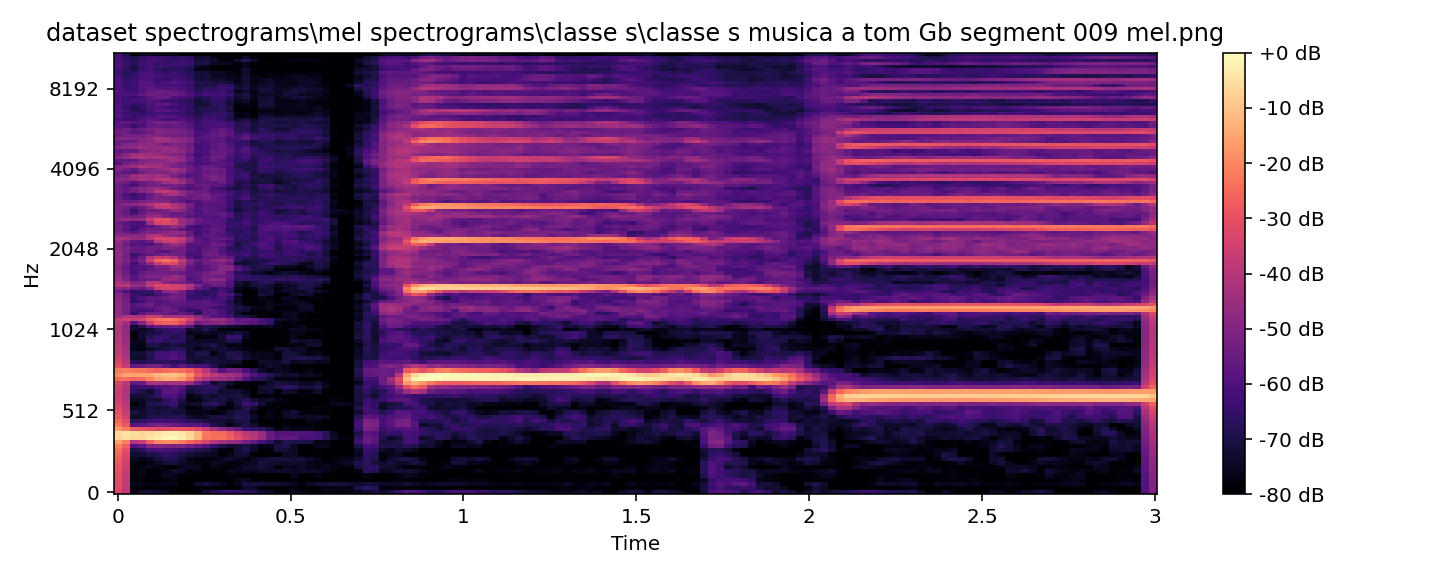 dataset spectrograms\mel spectrograms\classe s\classe s musica a tom Gb segment 009 mel.png
Hz
8192
4096
2048
1024
512
0
0
0.5
1
1.5
2
2.5
3
Time
+0 dB
-10 dB
-20 dB
-30 dB
-40 dB
-50 dB
-60 dB
-70 dB
-80 dB